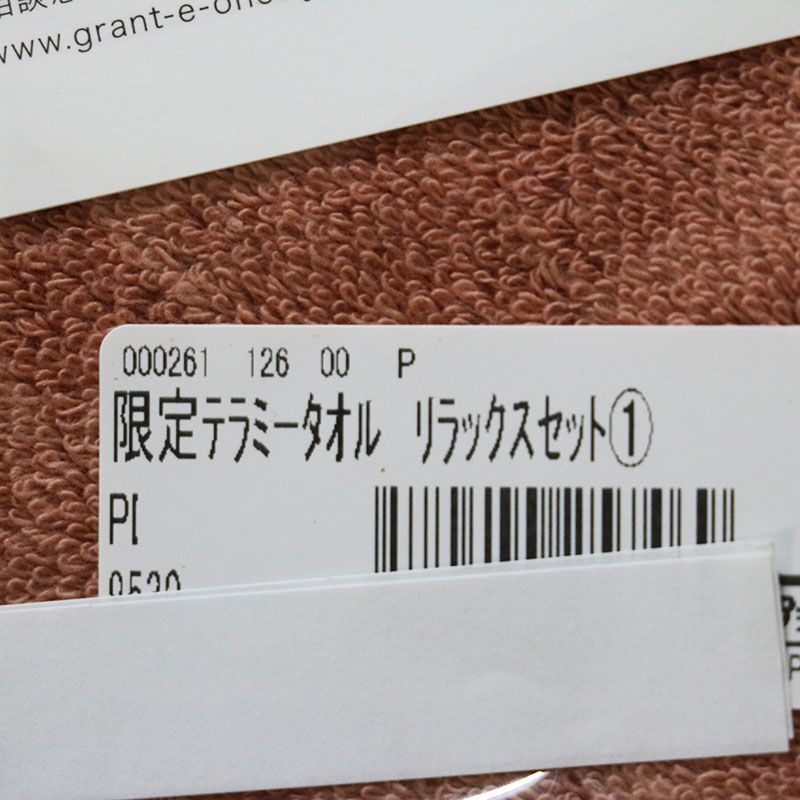 www.grant-e-one
000261 126 00 P
限定テラミータオル リラックスセット①
PI